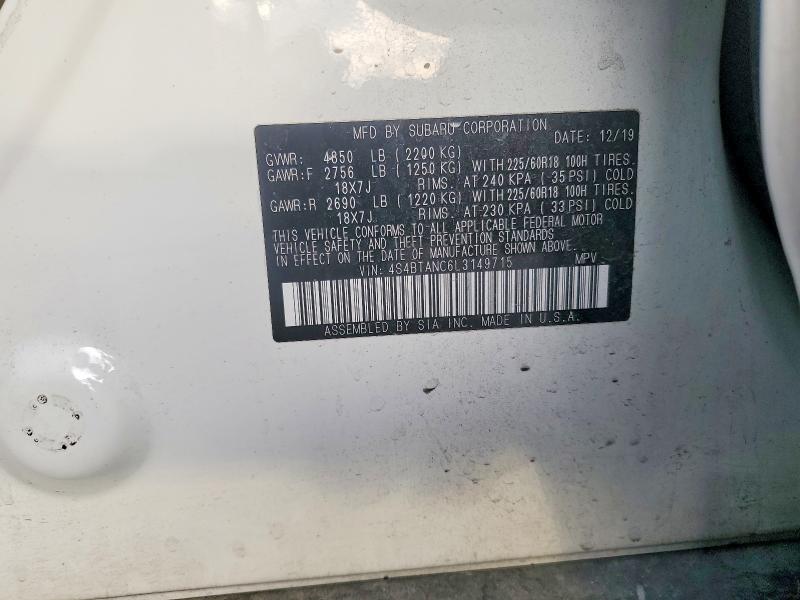 MFD BY SUBARU CORPORATION DATE: 12/19
GVWR: 4850 LB (2200 KG)
GAWR:F 2756 LB (1250 KG) WITH 225/60R18 100H TIRES
18X7J RIMS. AT 240 KPA (35 PSI) COLD
GAWR:R 2690 LB (1220 KG) WITH 225/60R18 100H TIRES
18X7J RIMS. AT 230 KPA (33 PSI) COLD
THIS VEHICLE CONFORMS TO ALL APPLICABLE FEDERAL MOTOR
VEHICLE SAFETY AND THEFT PREVENTION STANDARDS
IN EFFECT ON THE DATE OF MANUFACTURE SHOWN ABOVE.
VIN: 4S4BTANC6L3149715 MPV
ASSEMBLED BY SIA INC. MADE IN U.S.A.